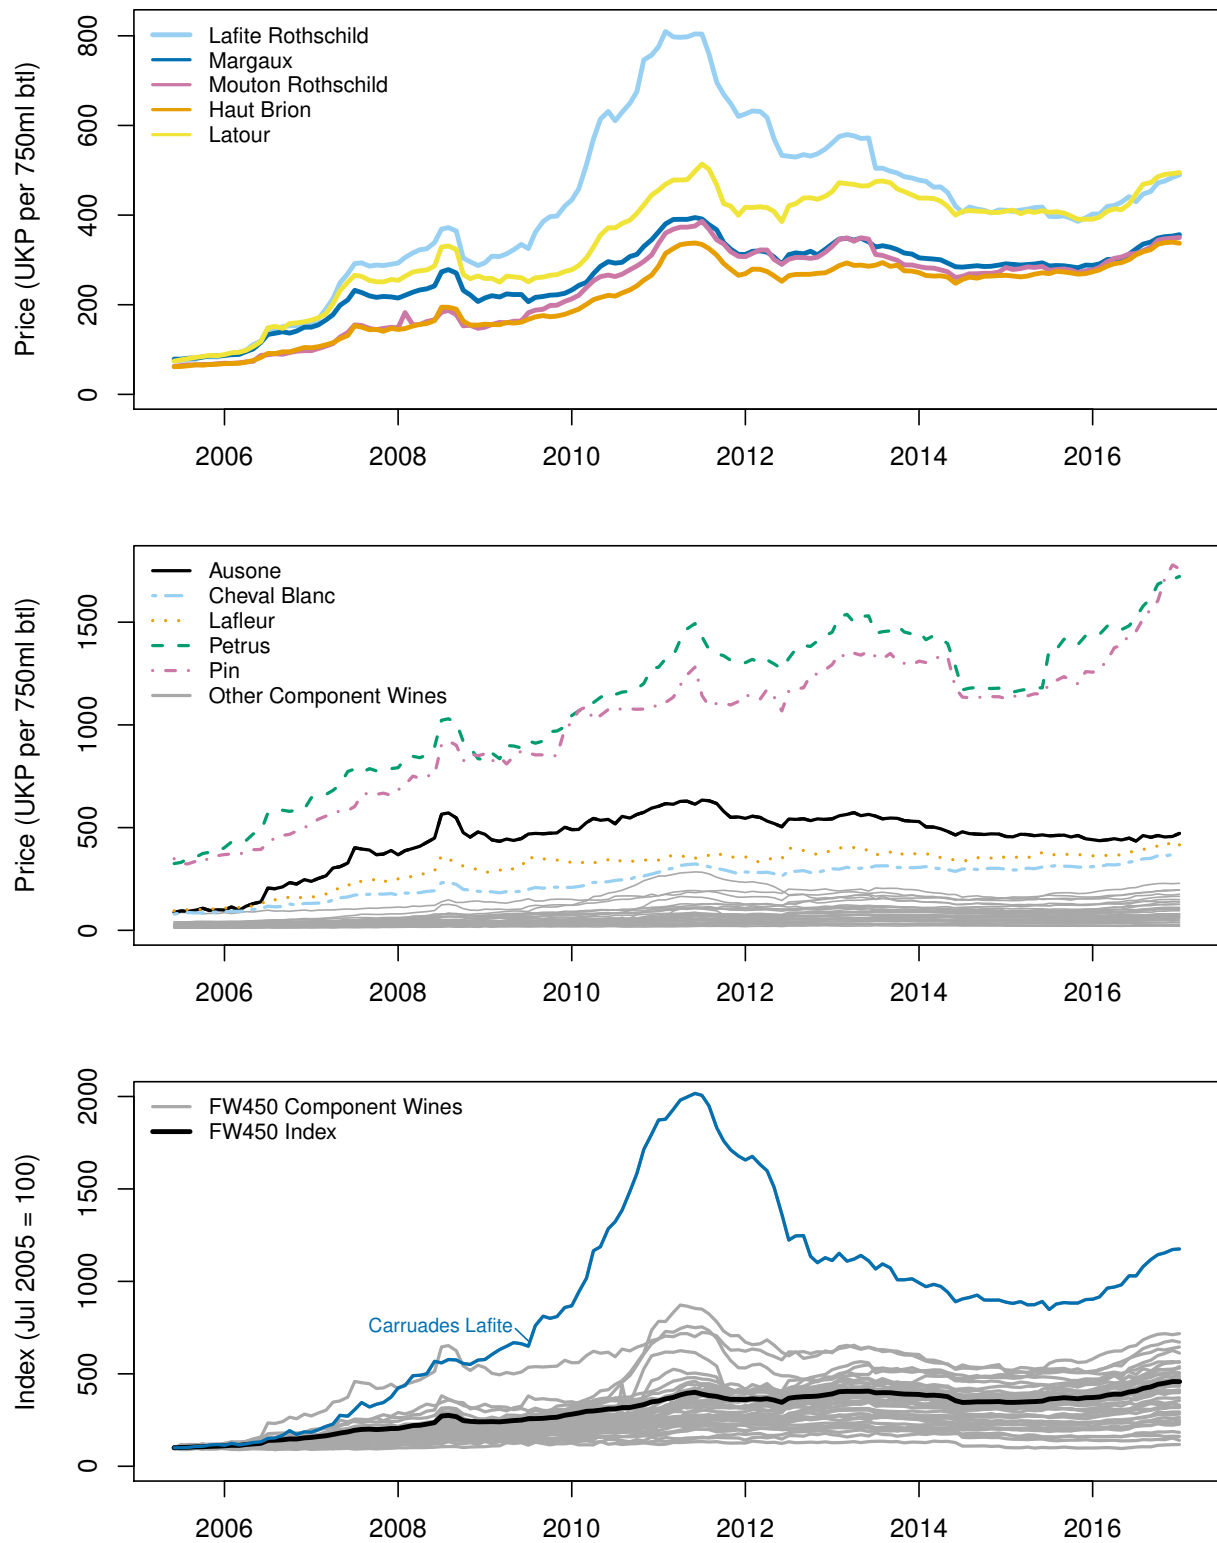 Price (UKP per 750ml btl)
800
600
400
200
0
Lafite Rothschild
Margaux
Mouton Rothschild
Haut Brion
Latour
2006 2008 2010 2012 2014 2016
Price (UKP per 750ml btl)
1500
1000
500
0
Ausone
Cheval Blanc
Lafleur
Petrus
Pin
Other Component Wines
2006 2008 2010 2012 2014 2016
Index (Jul 2005 = 100)
2000
1500
1000
500
0
FW450 Component Wines
FW450 Index
Carruades Lafite
2006 2008 2010 2012 2014 2016